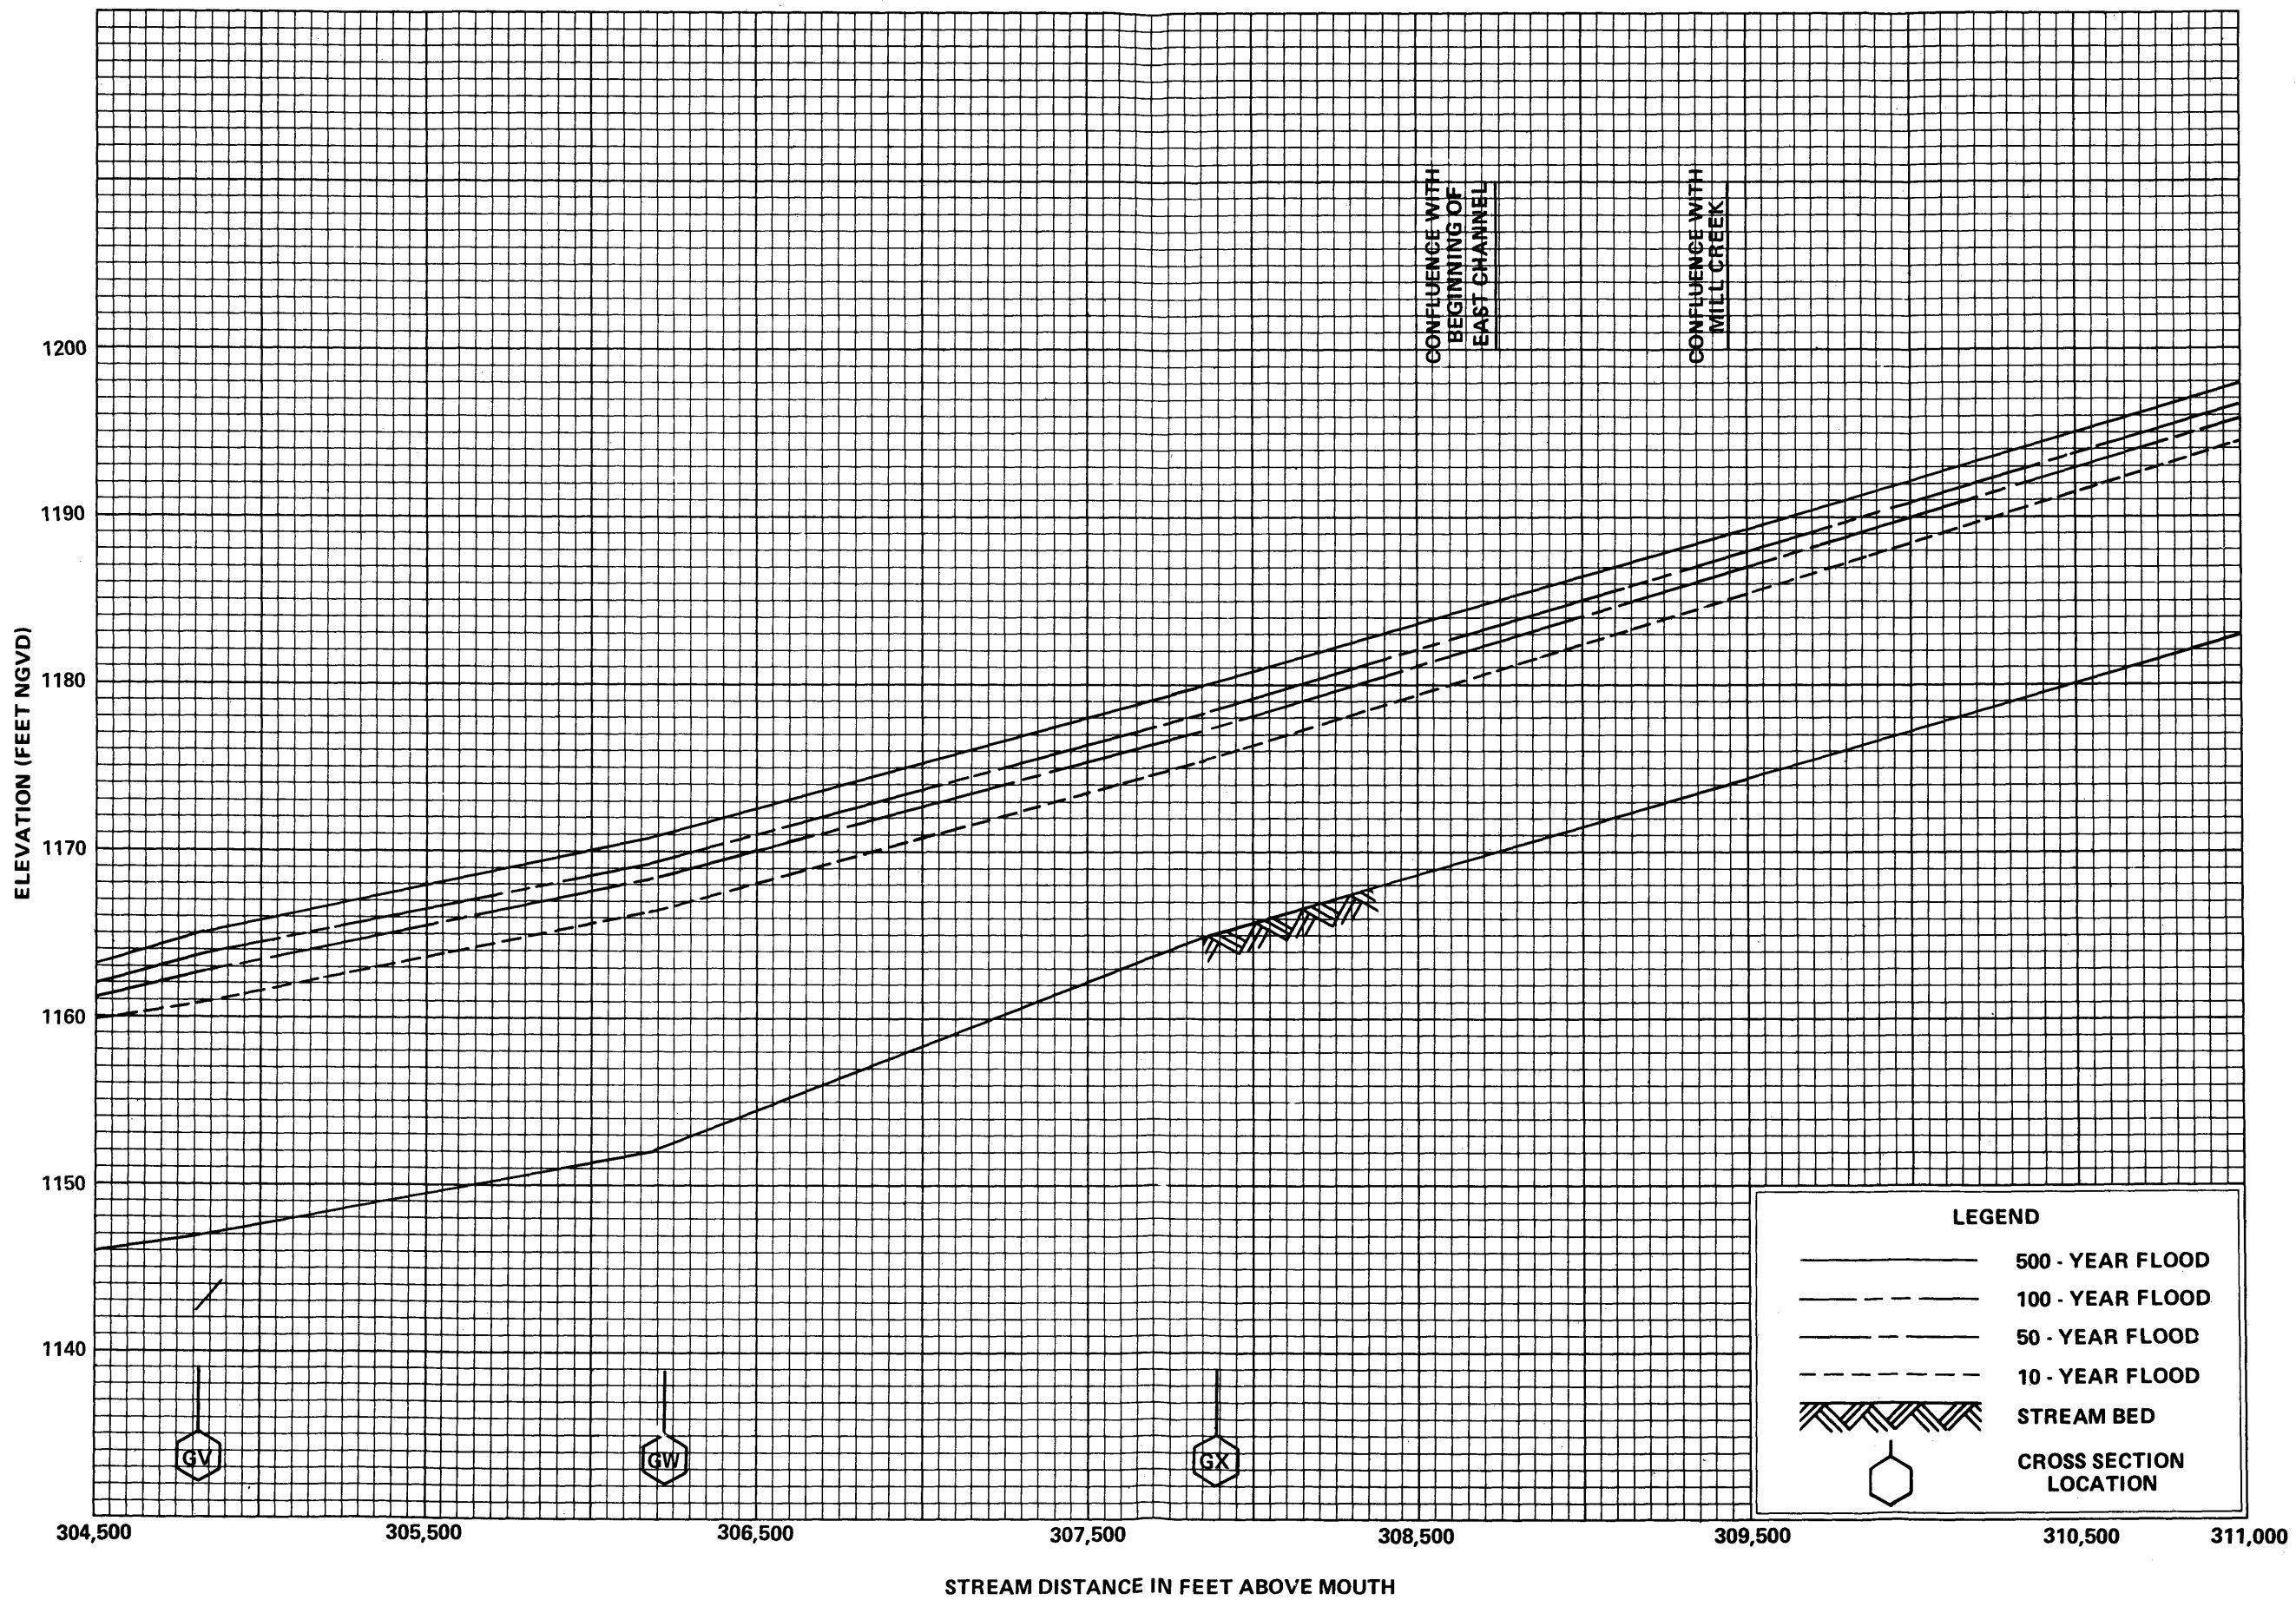 CONFLUENCE WITH
BEGINNING OF
EAST CHANNEL
CONFLUENCE WITH
MILL CREEK
1200
1190
1180
1170
1160
1150
1140
ELEVATION (FEET NGVD)
GV
GW
GX
LEGEND
500 - YEAR FLOOD
100 - YEAR FLOOD
50 - YEAR FLOOD
10 - YEAR FLOOD
STREAM BED
CROSS SECTION
LOCATION
304,500
305,500
306,500
307,500
308,500
309,500
310,500
311,000
STREAM DISTANCE IN FEET ABOVE MOUTH